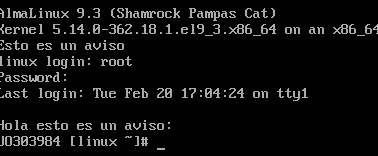 AlmaLinux 9.3 (Shamrock Pampas Cat)
Kernel 5.14.0-362.18.1.el9_3.x86_64 on an x86_64
Esto es un aviso
linux login: root
Password:
Last login: Tue Feb 20 17:04:24 on tty1
Hola esto es un aviso:
JO303984 [linux ~]# _